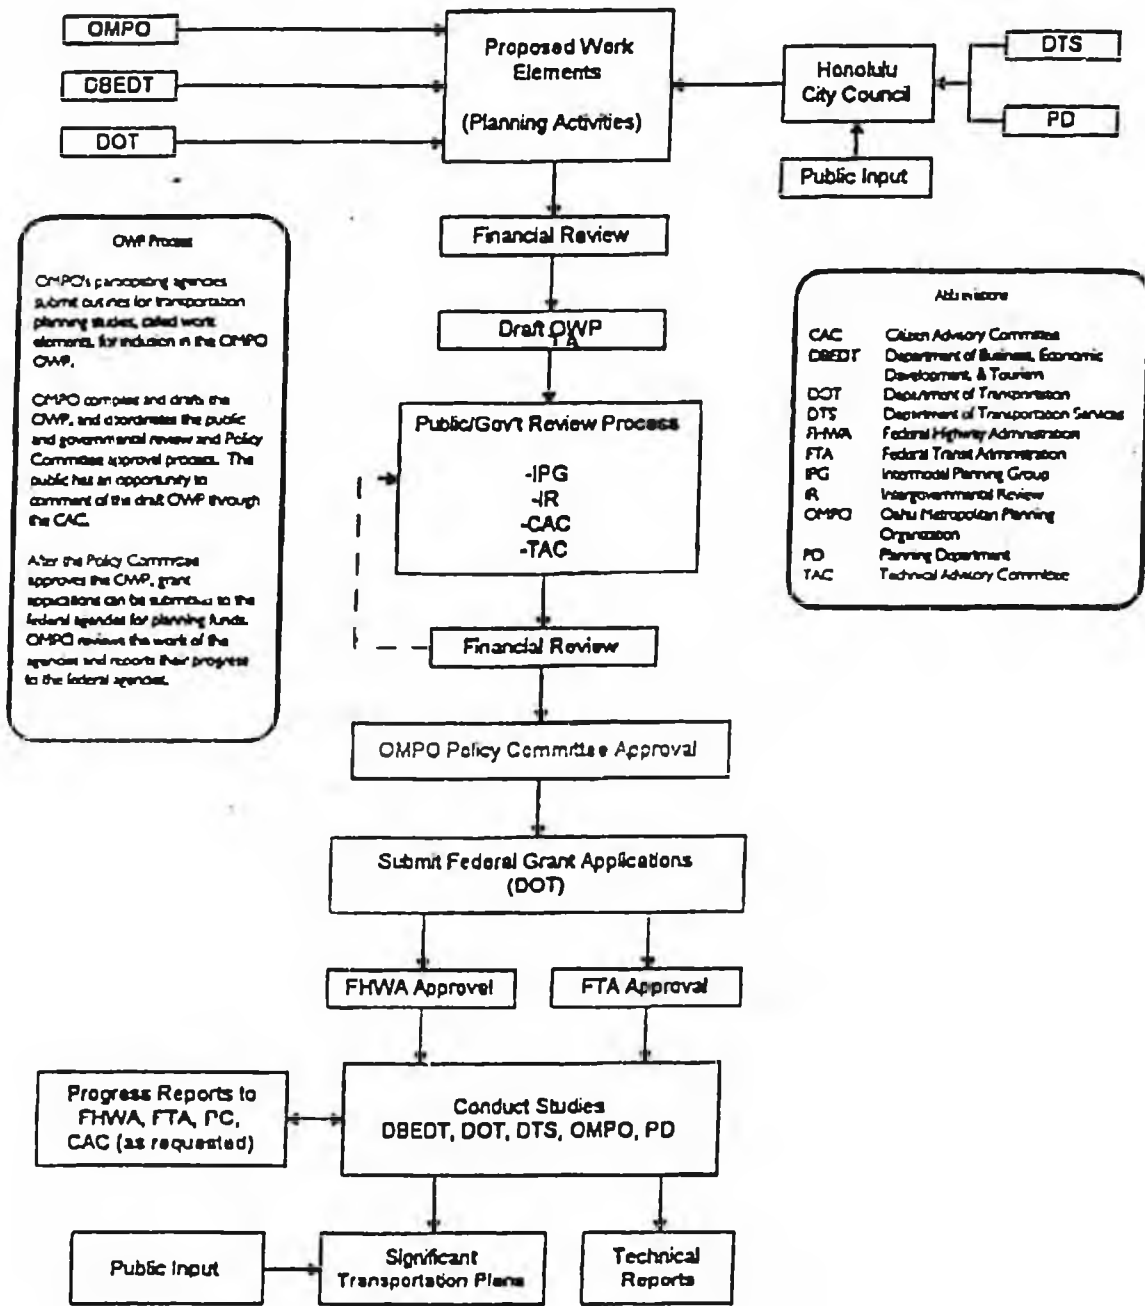 OMPO
DBEDT
DOT
Proposed Work
Elements
(Planning Activities)
Honolulu
City Council
DTS
PD
Public Input
Financial Review
Draft OWP
Public/Gov't Review Process
-IPG
-IR
-CAC
-TAC
Financial Review
OMPO Policy Committee Approval
Submit Federal Grant Applications
(DOT)
FHWA Approval
FTA Approval
Progress Reports to
FHWA, FTA, PC,
CAC (as requested)
Conduct Studies
DBEDT, DOT, DTS, OMPO, PD
Public Input
Significant
Transportation Plans
Technical
Reports
OWP Process
OMPO's participating agencies
submit outlines for transportation
planning studies, called work
elements, for inclusion in the OMPO
OWP.
OMPO compiles and drafts the
OWP, and coordinates the public
and governmental review and Policy
Committee approval process. The
public has an opportunity to
comment of the draft OWP through
the CAC.
After the Policy Committee
approves the OWP, grant
applications can be submitted to the
federal agencies for planning funds.
OMPO reviews the work of the
agencies and reports their progress
to the federal agencies.
Abbreviations
CAC Citizen Advisory Committee
DBEDT Department of Business, Economic
Development, & Tourism
DOT Department of Transportation
DTS Department of Transportation Services
FHWA Federal Highway Administration
FTA Federal Transit Administration
IPG Intermodal Planning Group
IR Intergovernmental Review
OMPO Oahu Metropolitan Planning
Organization
PD Planning Department
TAC Technical Advisory Committee